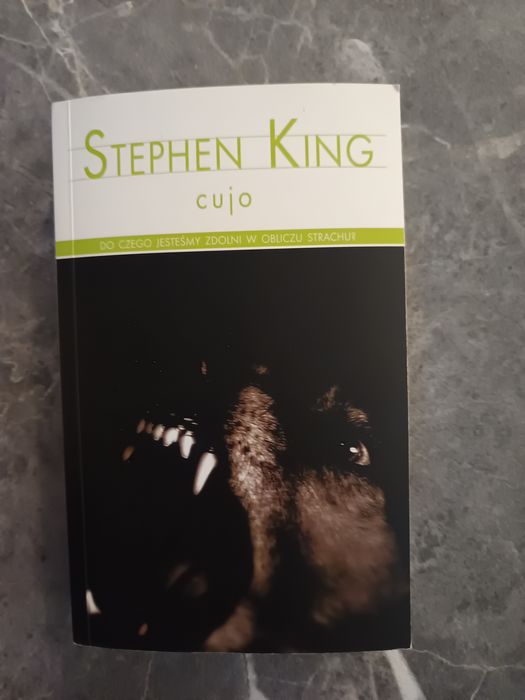 STEPHEN KING
cujo
DO CZEGO JESTEŚMY ZDOLNI W OBLICZU STRACHU?